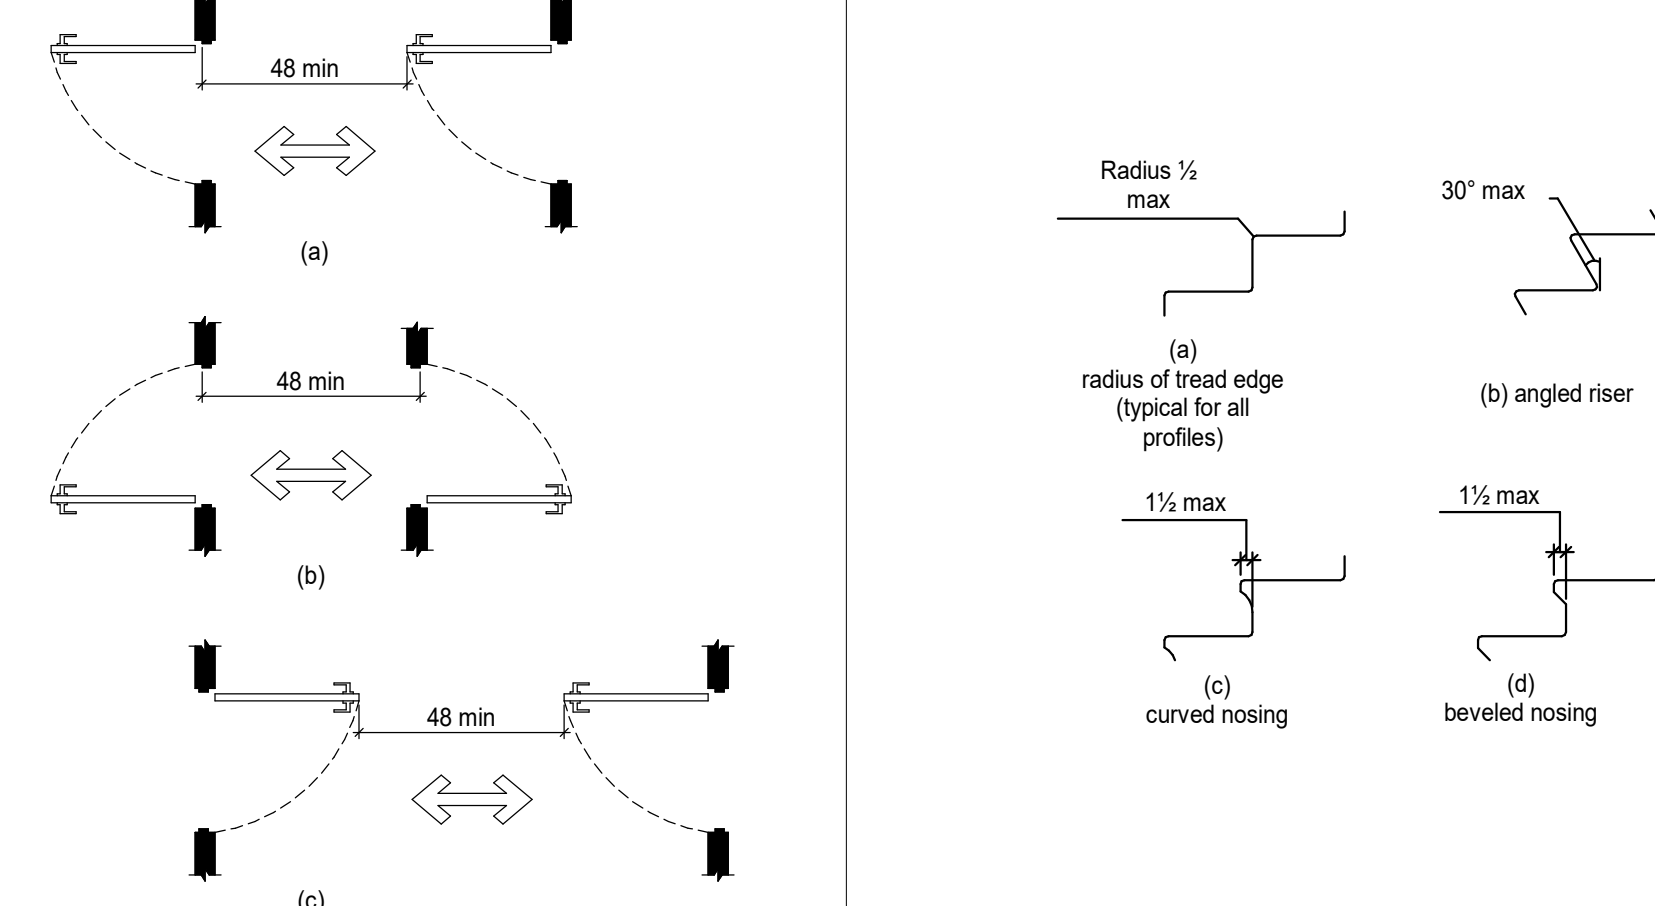 48 min
(a)
48 min
(b)
48 min
(c)
Radius ½
max
(a)
radius of tread edge
(typical for all
profiles)
30° max
(b) angled riser
1½ max
(c)
curved nosing
1½ max
(d)
beveled nosing